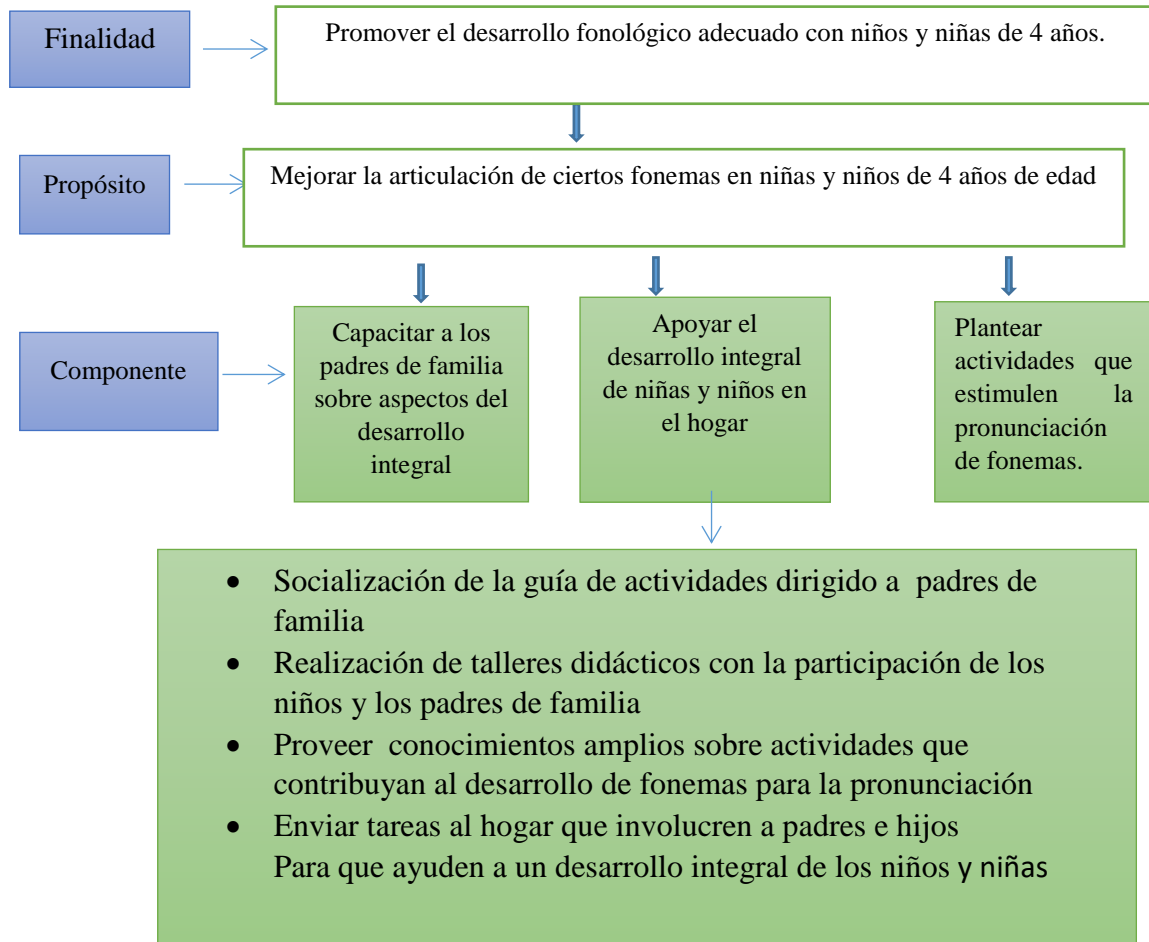 Finalidad
Promover el desarrollo fonológico adecuado con niños y niñas de 4 años.
Propósito
Mejorar la articulación de ciertos fonemas en niñas y niños de 4 años de edad
Componente
Capacitar a los
padres de familia
sobre aspectos del
desarrollo
integral
Apoyar el
desarrollo integral
de niñas y niños en
el hogar
Plantear
actividades que
estimulen la
pronunciación
de fonemas.
• Socialización de la guía de actividades dirigido a padres de
familia
• Realización de talleres didácticos con la participación de los
niños y los padres de familia
• Proveer conocimientos amplios sobre actividades que
contribuyan al desarrollo de fonemas para la pronunciación
• Enviar tareas al hogar que involucren a padres e hijos
Para que ayuden a un desarrollo integral de los niños y niñas